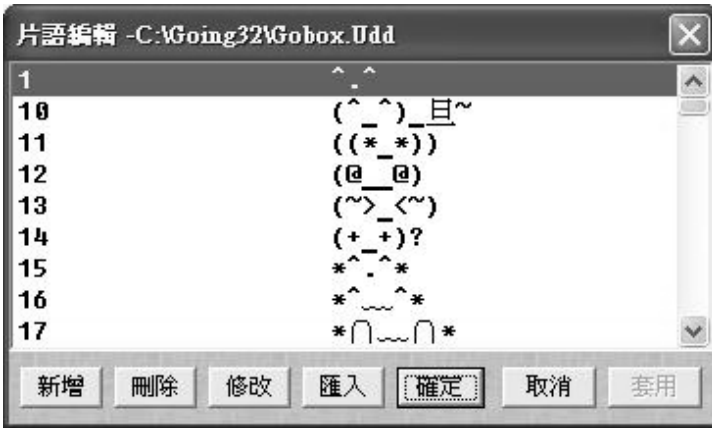 片語編輯 -C:\Going32\Gobox.Udd
1 ^.^
10 (^_^)_旦~
11 ((*_*))
12 (@__@)
13 (~>_<~)
14 (+_+)?
15 *^.^*
16 *^﹏^*
17 *∩﹏∩*
新增 刪除 修改 匯入 確定 取消 套用